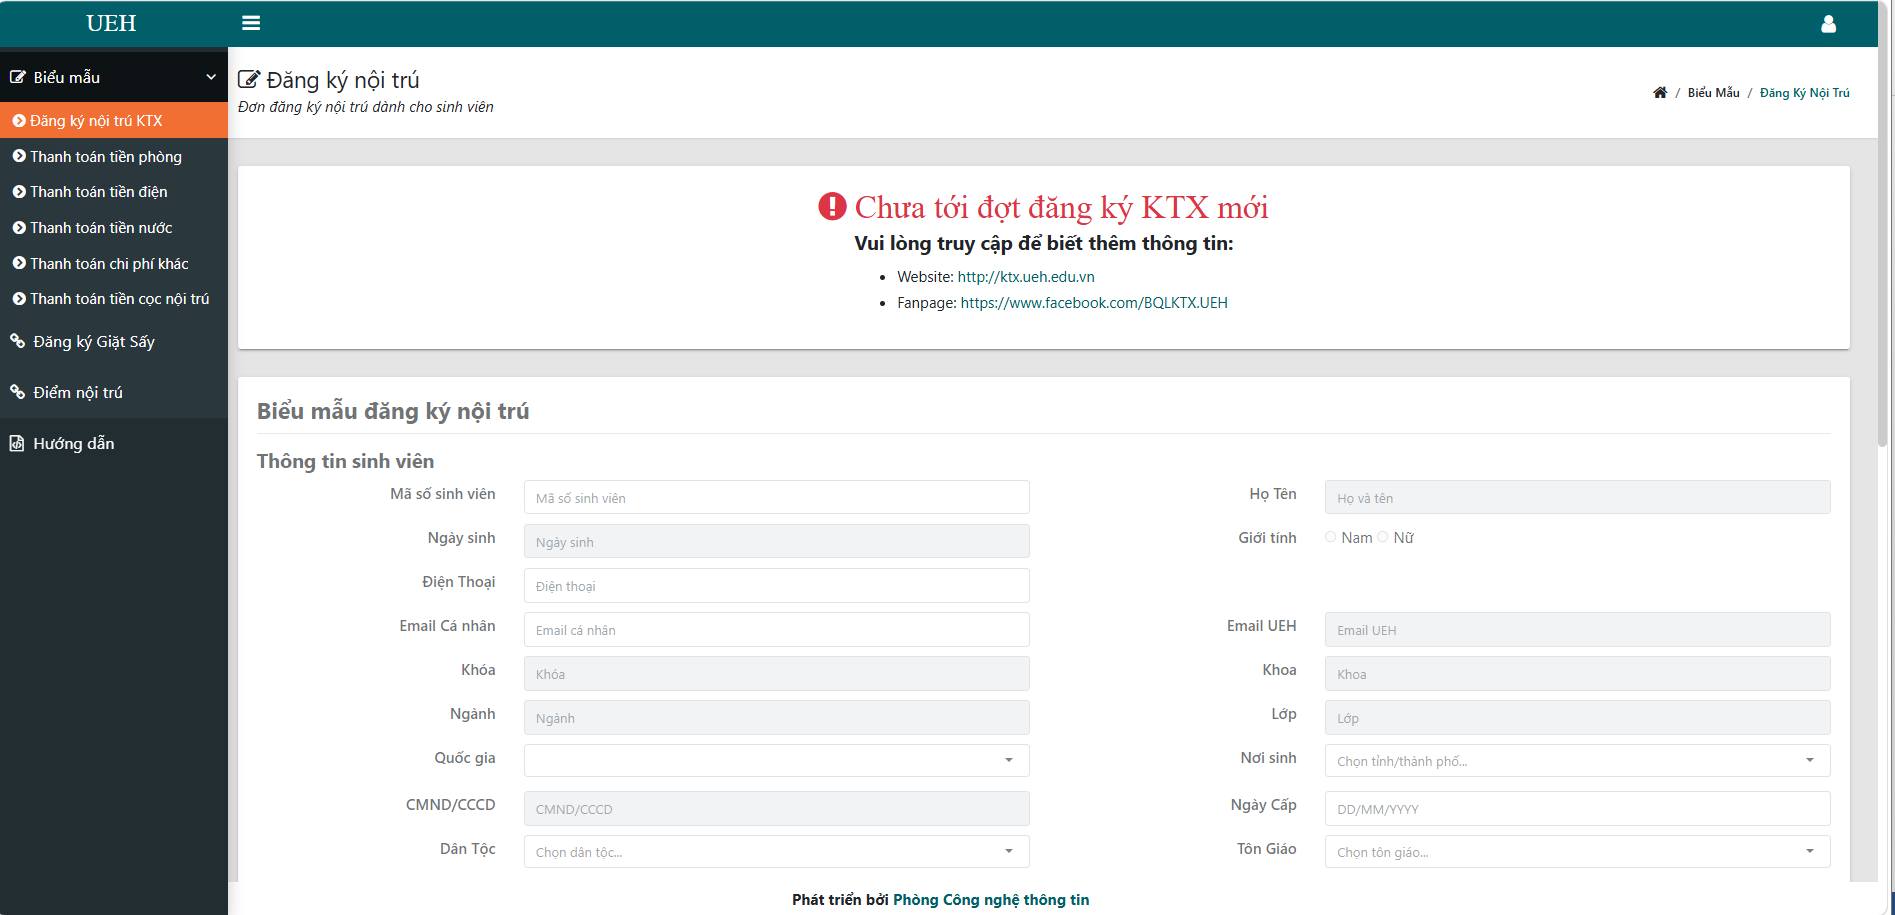 UEH
Biểu mẫu
Đăng ký nội trú KTX
Thanh toán tiền phòng
Thanh toán tiền điện
Thanh toán tiền nước
Thanh toán chi phí khác
Thanh toán tiền cọc nội trú
Đăng ký Giặt Sấy
Điểm nội trú
Hướng dẫn
Đăng ký nội trú
Đơn đăng ký nội trú dành cho sinh viên
/ Biểu Mẫu / Đăng Ký Nội Trú
Chưa tới đợt đăng ký KTX mới
Vui lòng truy cập để biết thêm thông tin:
Website: http://ktx.ueh.edu.vn
Fanpage: https://www.facebook.com/BQLKTX.UEH
Biểu mẫu đăng ký nội trú
Thông tin sinh viên
Mã số sinh viên Mã số sinh viên Họ Tên Họ và tên
Ngày sinh Ngày sinh Giới tính Nam Nữ
Điện Thoại Điện thoại
Email Cá nhân Email cá nhân Email UEH Email UEH
Khóa Khóa Khoa Khoa
Ngành Ngành Lớp Lớp
Quốc gia Nơi sinh Chọn tỉnh/thành phố...
CMND/CCCD CMND/CCCD Ngày Cấp DD/MM/YYYY
Dân Tộc Chọn dân tộc... Tôn Giáo Chọn tôn giáo...
Phát triển bởi Phòng Công nghệ thông tin